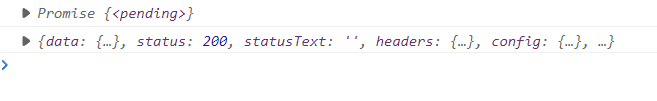 Promise {<pending>}
{data: {…}, status: 200, statusText: '', headers: {…}, config: {…}, …}